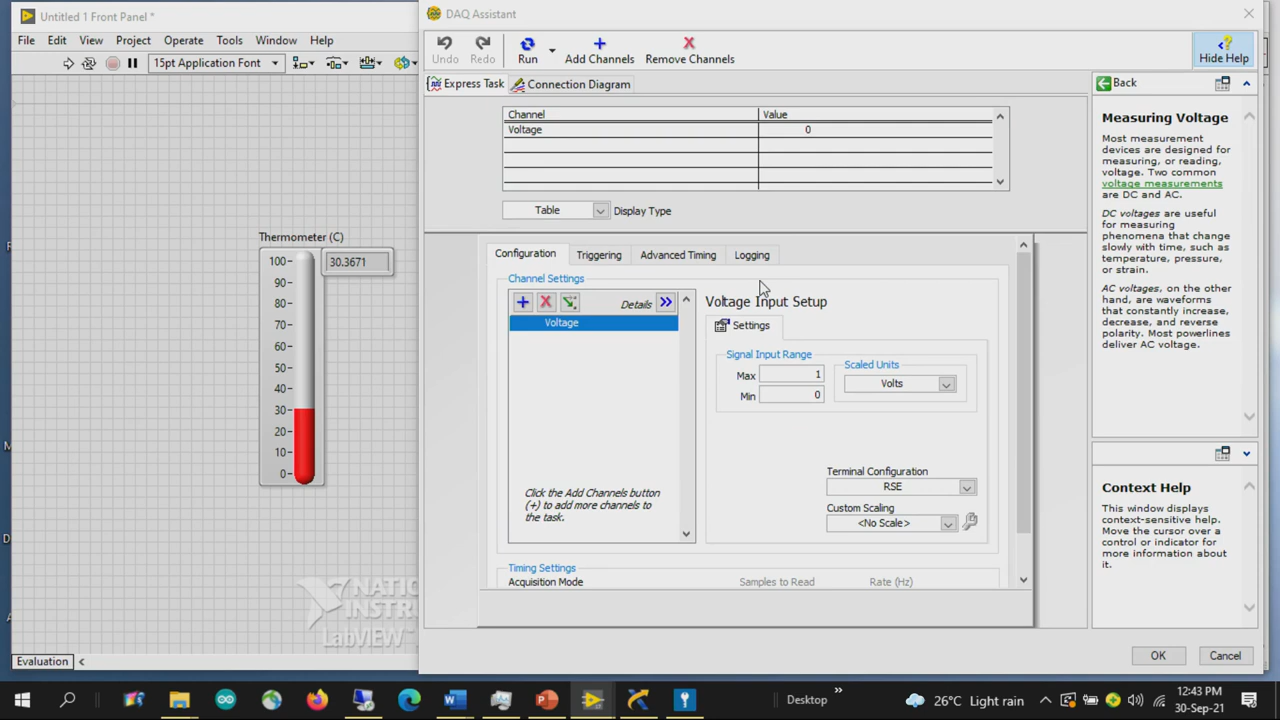 Untitled 1 Front Panel *
File Edit View Project Operate Tools Window Help
15pt Application Font
Thermometer (C)
100
30.3671
90
80
70
60
50
40
30
20
10
0
NATIO
INSTRU
LabVIEW
Evaluation
DAQ Assistant
Undo Redo Run Add Channels Remove Channels Hide Help
Express Task Connection Diagram
Channel Value
Voltage 0
Table Display Type
Configuration Triggering Advanced Timing Logging
Channel Settings
Details
Voltage
Click the Add Channels button
(+) to add more channels to
the task.
Voltage Input Setup
Settings
Signal Input Range
Max 1
Min 0
Scaled Units
Volts
Terminal Configuration
RSE
Custom Scaling
<No Scale>
Timing Settings
Acquisition Mode Samples to Read Rate (Hz)
Back
Measuring Voltage
Most measurement
devices are designed for
measuring, or reading,
voltage. Two common
voltage measurements
are DC and AC.
DC voltages are useful for
measuring phenomena that change
slowly with time, such as
temperature, pressure,
or strain.
AC voltages, on the other
hand, are waveforms
that constantly increase,
decrease, and reverse
polarity. Most powerlines
deliver AC voltage.
Context Help
This window displays
context-sensitive help.
Move the cursor over a
control or indicator for
more information about
it.
OK Cancel
Desktop
26°C Light rain
12:43 PM
30-Sep-21